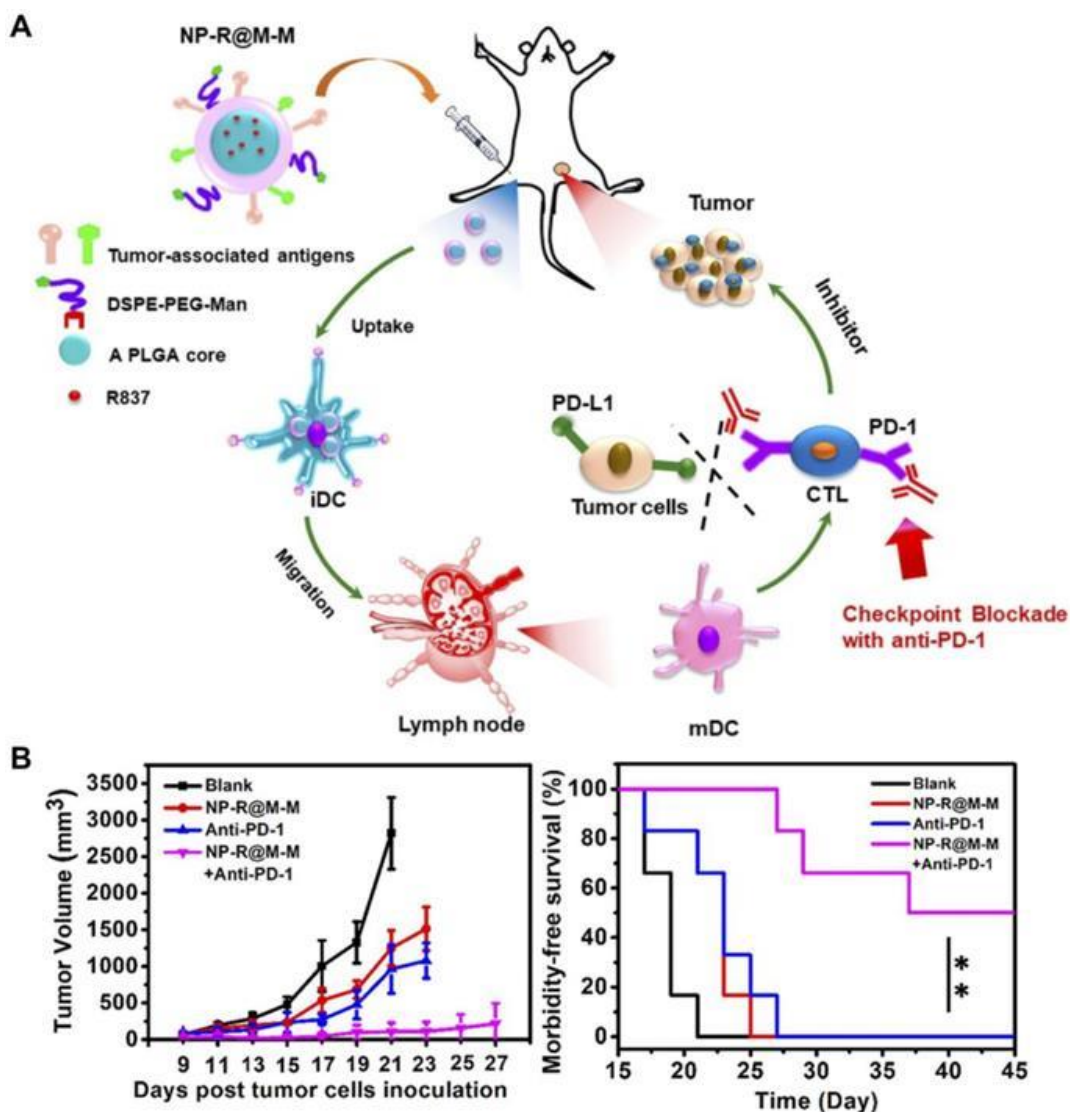 A
NP-R@M-M
Tumor-associated antigens
DSPE-PEG-Man
A PLGA core
R837
Uptake
iDC
Migration
Lymph node
mDC
Tumor
Inhibitor
PD-L1
Tumor cells
PD-1
CTL
Checkpoint Blockade
with anti-PD-1
B
Tumor Volume (mm³)
3500
3000
2500
2000
1500
1000
500
0
Blank
NP-R@M-M
Anti-PD-1
NP-R@M-M
+Anti-PD-1
9 11 13 15 17 19 21 23 25 27
Days post tumor cells inoculation
Morbidity-free survival (%)
100
80
60
40
20
0
Blank
NP-R@M-M
Anti-PD-1
NP-R@M-M
+Anti-PD-1
**
15 20 25 30 35 40 45
Time (Day)